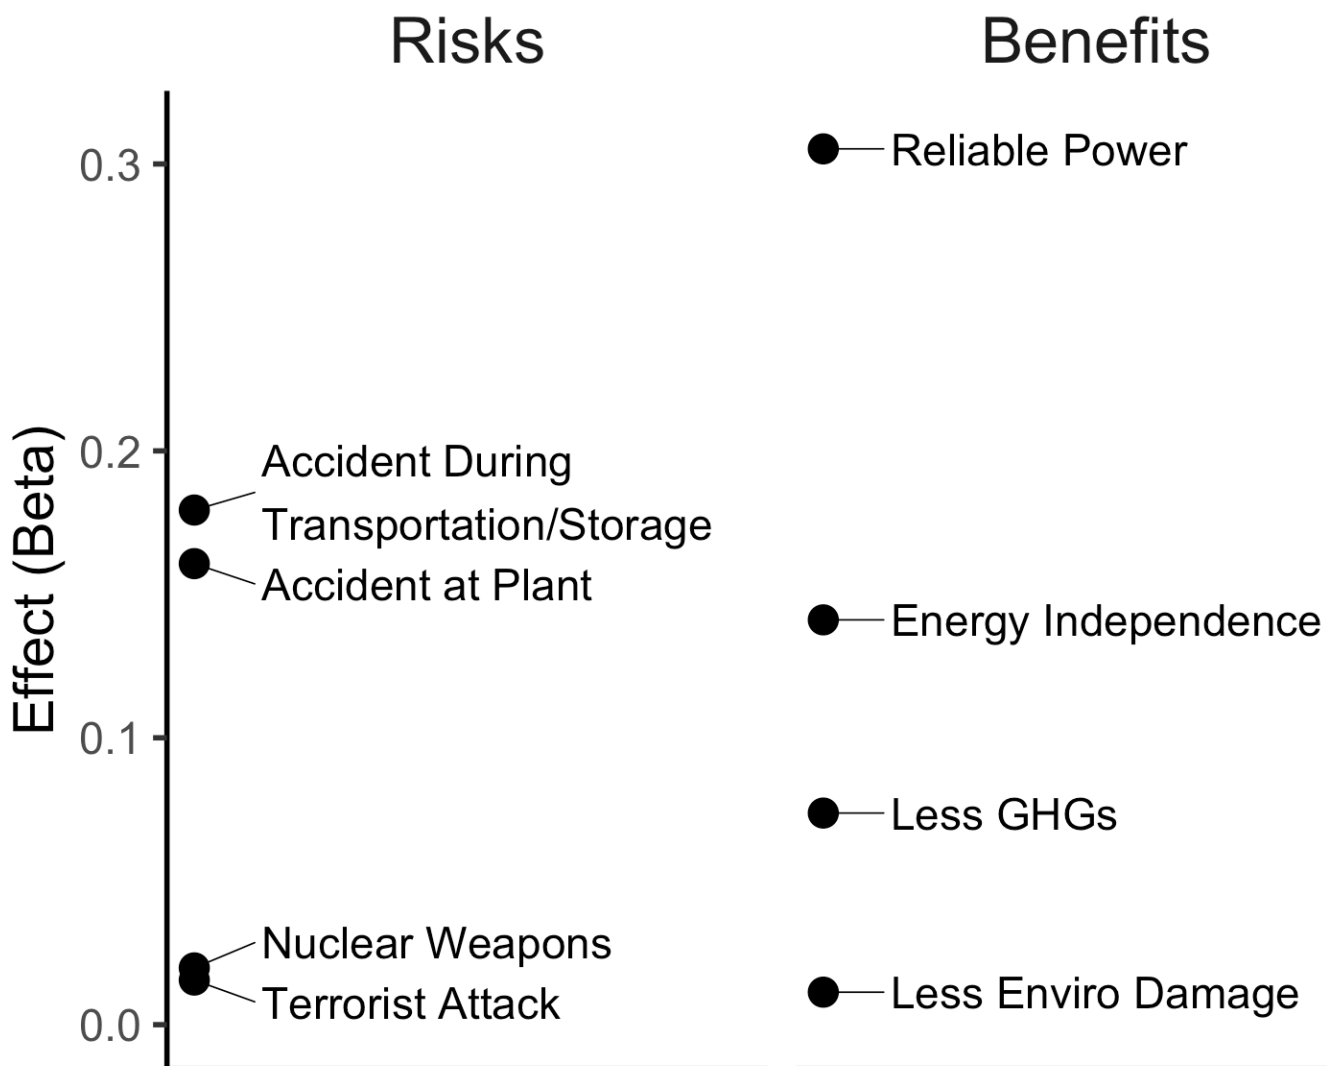 Risks
Benefits
Effect (Beta)
0.3
0.2
0.1
0.0
Accident During
Transportation/Storage
Accident at Plant
Nuclear Weapons
Terrorist Attack
Reliable Power
Energy Independence
Less GHGs
Less Enviro Damage